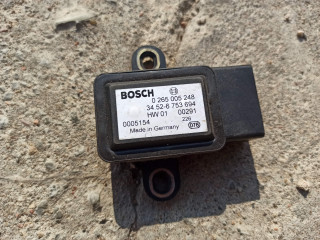 BOSCH
0 265 005 248
34.52-6 753 694
HW 01 00291
0005154 226
Made in Germany